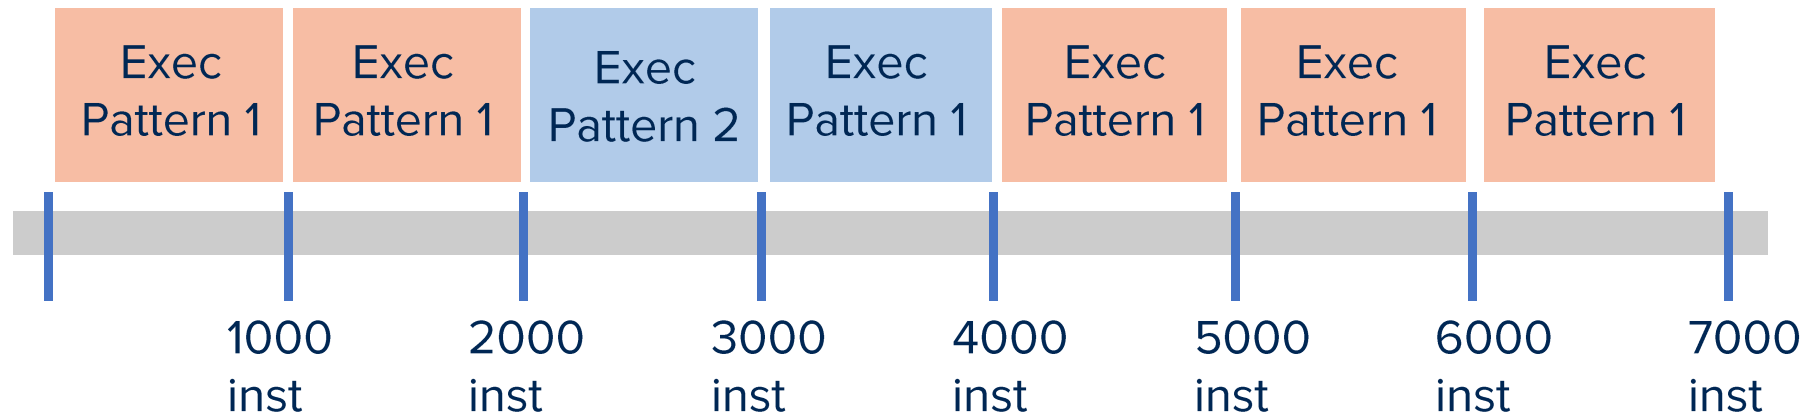 Exec
Pattern 1
Exec
Pattern 1
Exec
Pattern 2
Exec
Pattern 1
Exec
Pattern 1
Exec
Pattern 1
Exec
Pattern 1
1000
inst
2000
inst
3000
inst
4000
inst
5000
inst
6000
inst
7000
inst